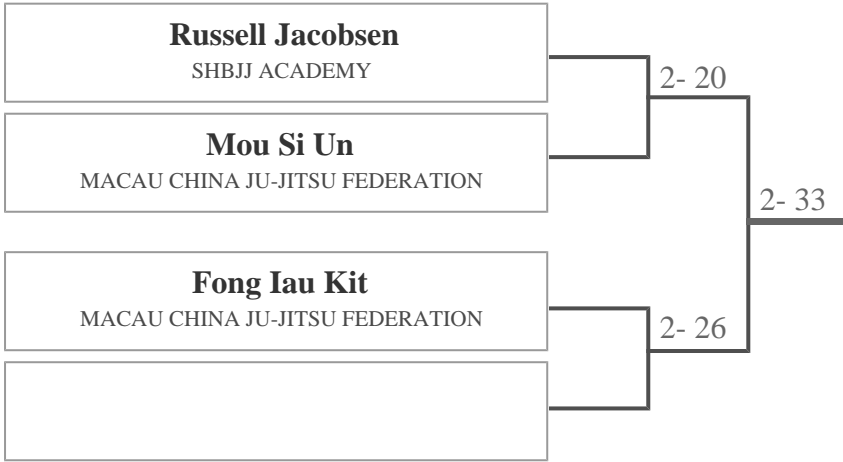 Russell Jacobsen
SHBJJ ACADEMY
2- 20
Mou Si Un
MACAU CHINA JU-JITSU FEDERATION
2- 33
Fong Iau Kit
MACAU CHINA JU-JITSU FEDERATION
2- 26